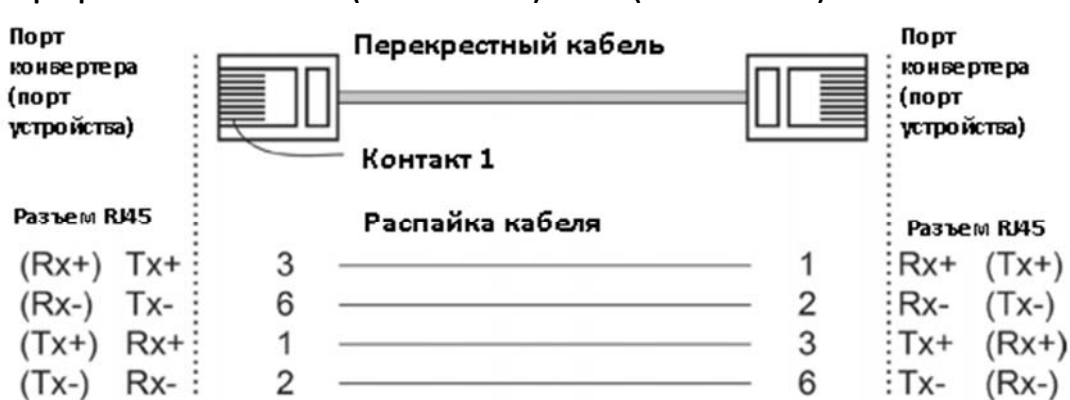 Порт
конвертера
(порт
устройства)
Перекрестный кабель
Порт
конвертера
(порт
устройства)
Контакт 1
Разъем RJ45
Распайка кабеля
Разъем RJ45
(Rx+) Tx+ 3 1 Rx+ (Tx+)
(Rx-) Tx- 6 2 Rx- (Tx-)
(Tx+) Rx+ 1 3 Tx+ (Rx+)
(Tx-) Rx- 2 6 Tx- (Rx-)